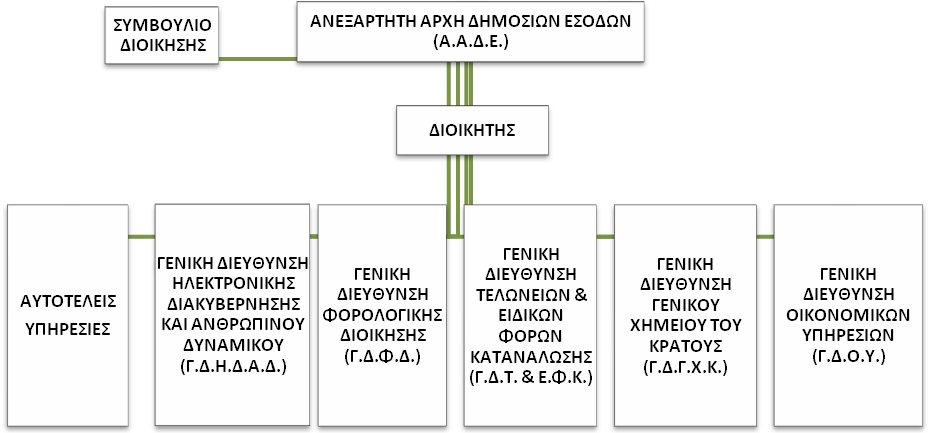 ΣΥΜΒΟΥΛΙΟ
ΔΙΟΙΚΗΣΗΣ
ΑΝΕΞΑΡΤΗΤΗ ΑΡΧΗ ΔΗΜΟΣΙΩΝ ΕΣΟΔΩΝ
(Α.Α.Δ.Ε.)
ΔΙΟΙΚΗΤΗΣ
ΑΥΤΟΤΕΛΕΙΣ
ΥΠΗΡΕΣΙΕΣ
ΓΕΝΙΚΗ ΔΙΕΥΘΥΝΣΗ
ΗΛΕΚΤΡΟΝΙΚΗΣ
ΔΙΑΚΥΒΕΡΝΗΣΗΣ
ΚΑΙ ΑΝΘΡΩΠΙΝΟΥ
ΔΥΝΑΜΙΚΟΥ
(Γ.Δ.Η.Δ.Α.Δ.)
ΓΕΝΙΚΗ
ΔΙΕΥΘΥΝΣΗ
ΦΟΡΟΛΟΓΙΚΗΣ
ΔΙΟΙΚΗΣΗΣ
(Γ.Δ.Φ.Δ.)
ΓΕΝΙΚΗ
ΔΙΕΥΘΥΝΣΗ
ΤΕΛΩΝΕΙΩΝ &
ΕΙΔΙΚΩΝ
ΦΟΡΩΝ
ΚΑΤΑΝΑΛΩΣΗΣ
(Γ.Δ.Τ. & Ε.Φ.Κ.)
ΓΕΝΙΚΗ
ΔΙΕΥΘΥΝΣΗ
ΓΕΝΙΚΟΥ
ΧΗΜΕΙΟΥ ΤΟΥ
ΚΡΑΤΟΥΣ
(Γ.Δ.Γ.Χ.Κ.)
ΓΕΝΙΚΗ
ΔΙΕΥΘΥΝΣΗ
ΟΙΚΟΝΟΜΙΚΩΝ
ΥΠΗΡΕΣΙΩΝ
(Γ.Δ.Ο.Υ.)